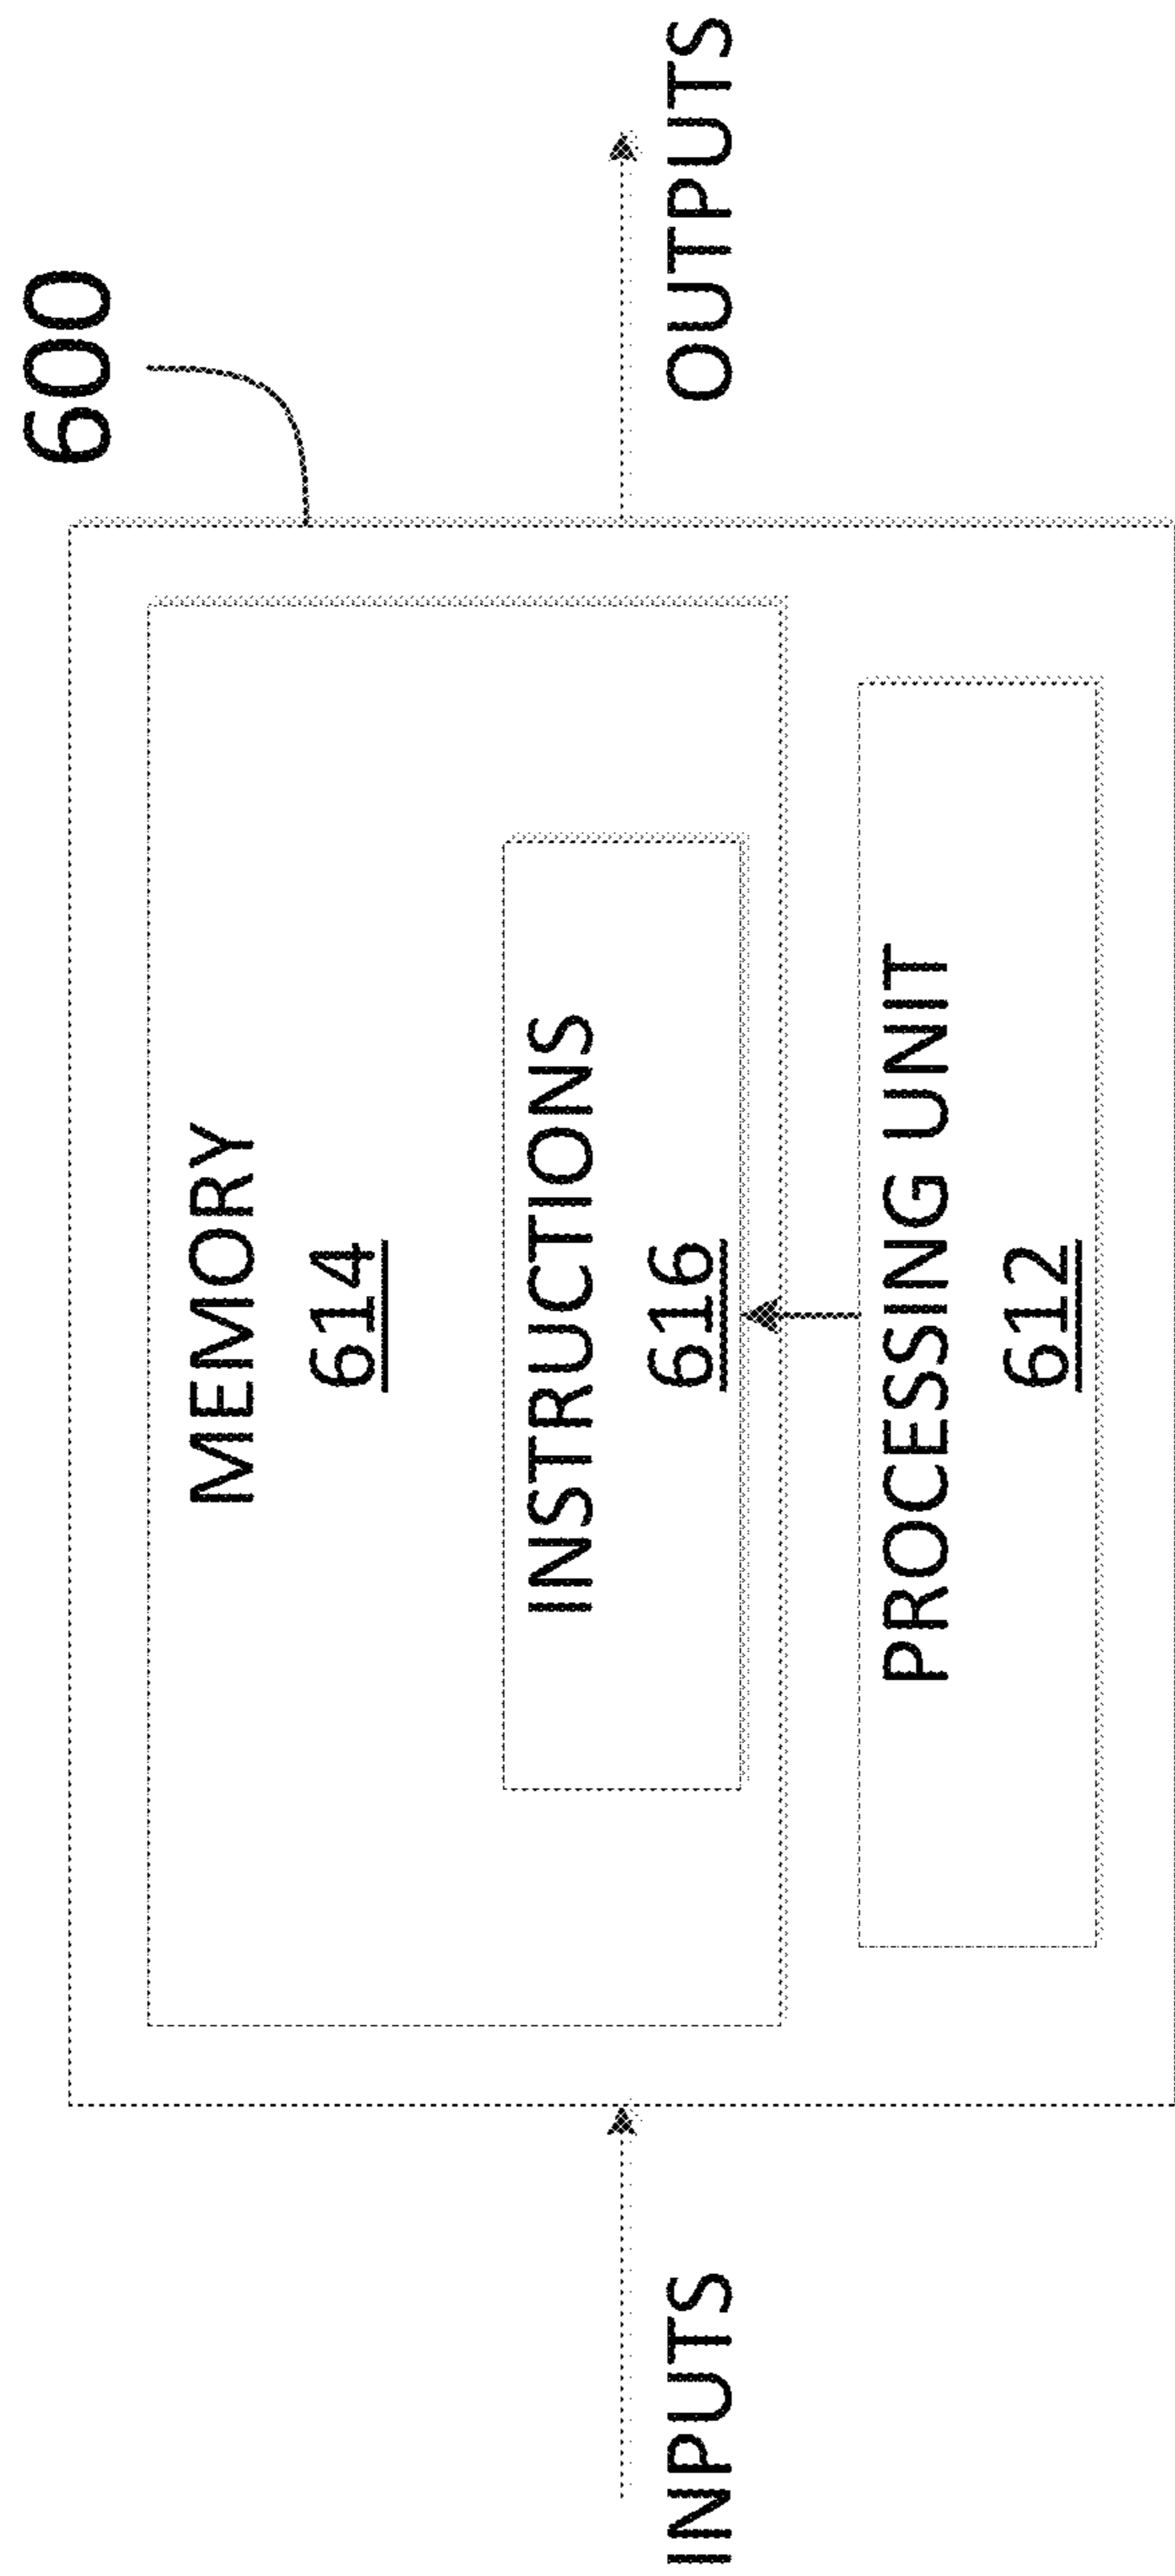 600
MEMORY
614
INSTRUCTIONS
616
INPUTS
OUTPUTS
PROCESSING UNIT
612